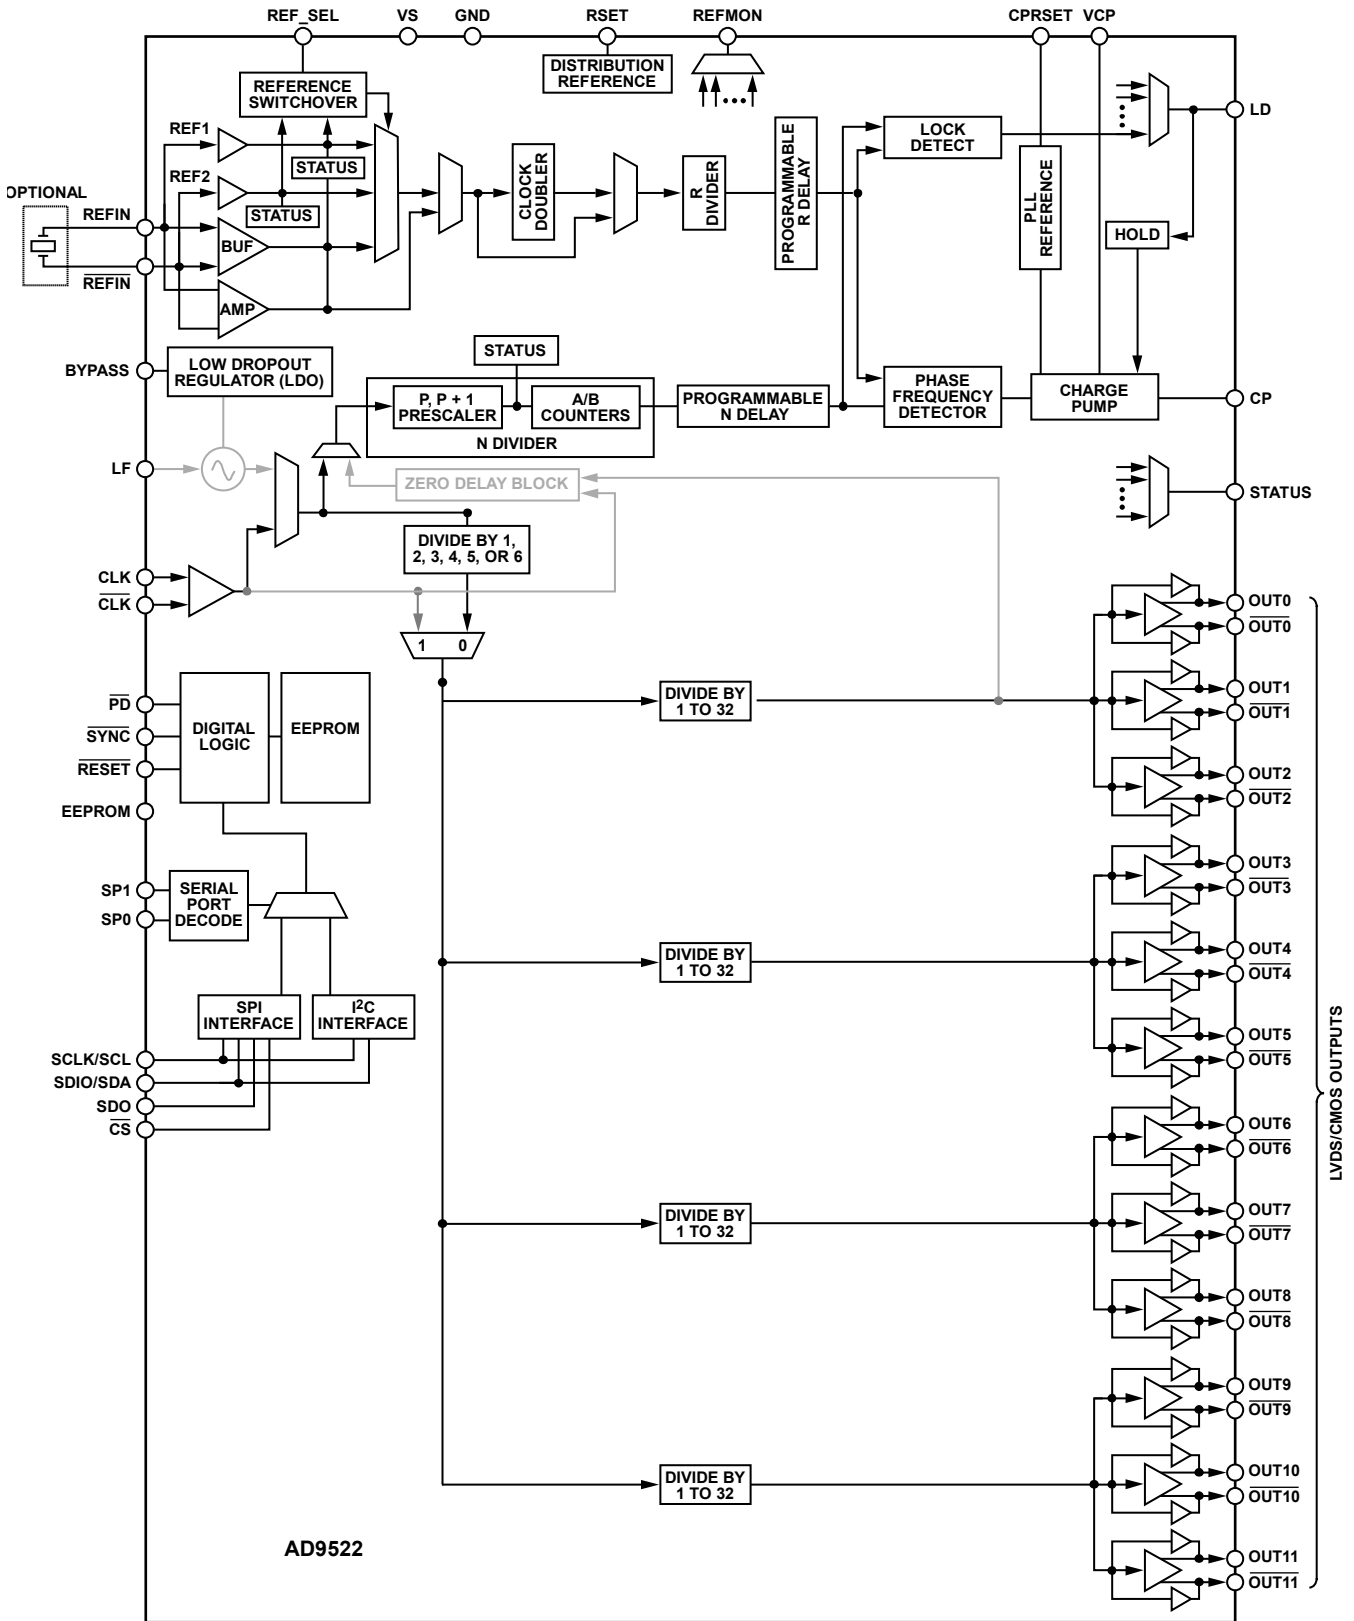 REF_SEL
VS
GND
RSET
REFMON
CPRSET
VCP
DISTRIBUTION
REFERENCE
REFERENCE
SWITCHOVER
LD
REF1
STATUS
LOCK
DETECT
PROGRAMMABLE
R DELAY
CLOCK
DOUBLER
R
DIVIDER
PLL
REFERENCE
REF2
STATUS
OPTIONAL
REFIN
BUF
HOLD
REFIN
AMP
STATUS
BYPASS
LOW DROPOUT
REGULATOR (LDO)
P, P + 1
PRESCALER
A/B
COUNTERS
N DIVIDER
PROGRAMMABLE
N DELAY
PHASE
FREQUENCY
DETECTOR
CHARGE
PUMP
CP
LF
ZERO DELAY BLOCK
STATUS
DIVIDE BY 1,
2, 3, 4, 5, OR 6
CLK
CLK
1 0
OUT0
OUT0
PD
SYNC
RESET
DIGITAL
LOGIC
EEPROM
DIVIDE BY
1 TO 32
OUT1
OUT1
OUT2
OUT2
EEPROM
SP1
SP0
SERIAL
PORT
DECODE
OUT3
OUT3
DIVIDE BY
1 TO 32
OUT4
OUT4
SPI
INTERFACE
I2C
INTERFACE
OUT5
OUT5
SCLK/SCL
SDIO/SDA
SDO
CS
LVDS/CMOS OUTPUTS
OUT6
OUT6
DIVIDE BY
1 TO 32
OUT7
OUT7
OUT8
OUT8
OUT9
OUT9
DIVIDE BY
1 TO 32
OUT10
OUT10
AD9522
OUT11
OUT11